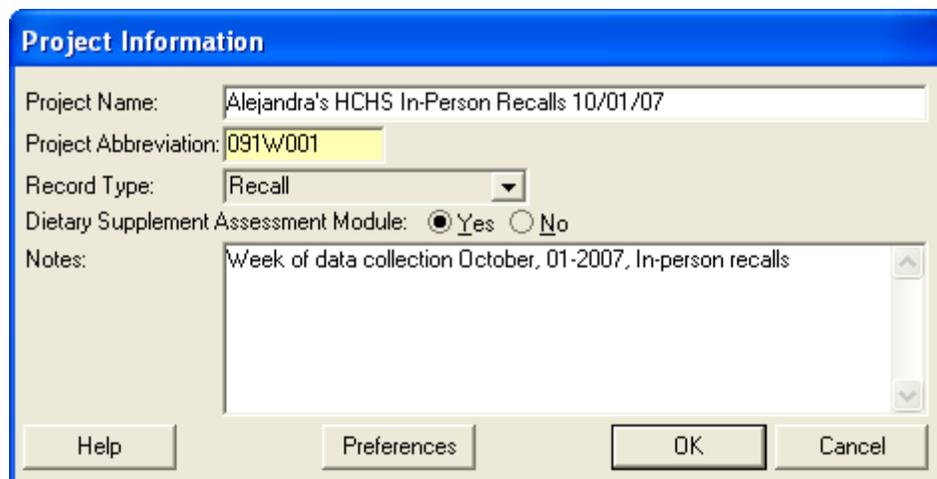 Project Information
Project Name: Alejandra's HCHS In-Person Recalls 10/01/07
Project Abbreviation: 091W001
Record Type: Recall
Dietary Supplement Assessment Module: Yes No
Notes: Week of data collection October, 01-2007, In-person recalls
Help Preferences OK Cancel